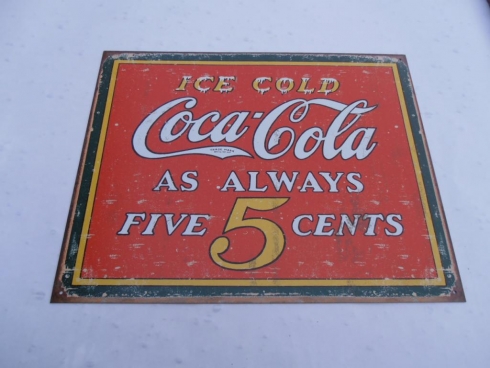 ICE COLD
Coca-Cola
AS ALWAYS
FIVE 5 CENTS